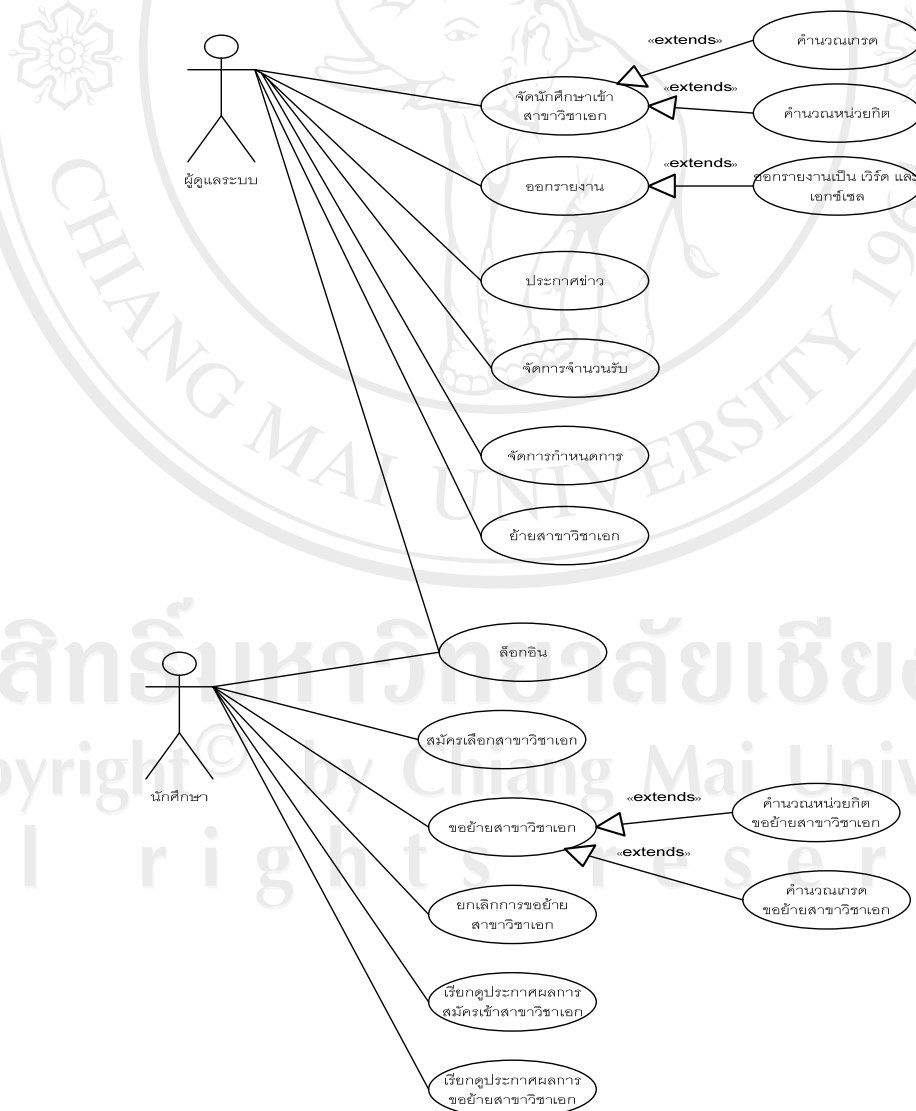 «extends»
คำนวณเกรด
จัดนักศึกษาเข้า
สาขาวิชาเอก
«extends»
คำนวณหน่วยกิต
ผู้ดูแลระบบ
ออกรายงาน
«extends»
ออกรายงานเป็น เวิร์ด และ
เอกซ์เซล
ประกาศข่าว
จัดการจำนวนรับ
จัดการกำหนดการ
ย้ายสาขาวิชาเอก
ล็อกอิน
นักศึกษา
สมัครเลือกสาขาวิชาเอก
ขอย้ายสาขาวิชาเอก
«extends»
คำนวณหน่วยกิต
ขอย้ายสาขาวิชาเอก
«extends»
คำนวณเกรด
ขอย้ายสาขาวิชาเอก
ยกเลิกการขอย้าย
สาขาวิชาเอก
เรียกดูประกาศผลการ
สมัครเข้าสาขาวิชาเอก
เรียกดูประกาศผลการ
ขอย้ายสาขาวิชาเอก
CHIANG MAI UNIVERSITY 196
สิทธิ์มหาวิทยาลัยเชียง
pyright © by Chiang Mai Univ
l rights reser